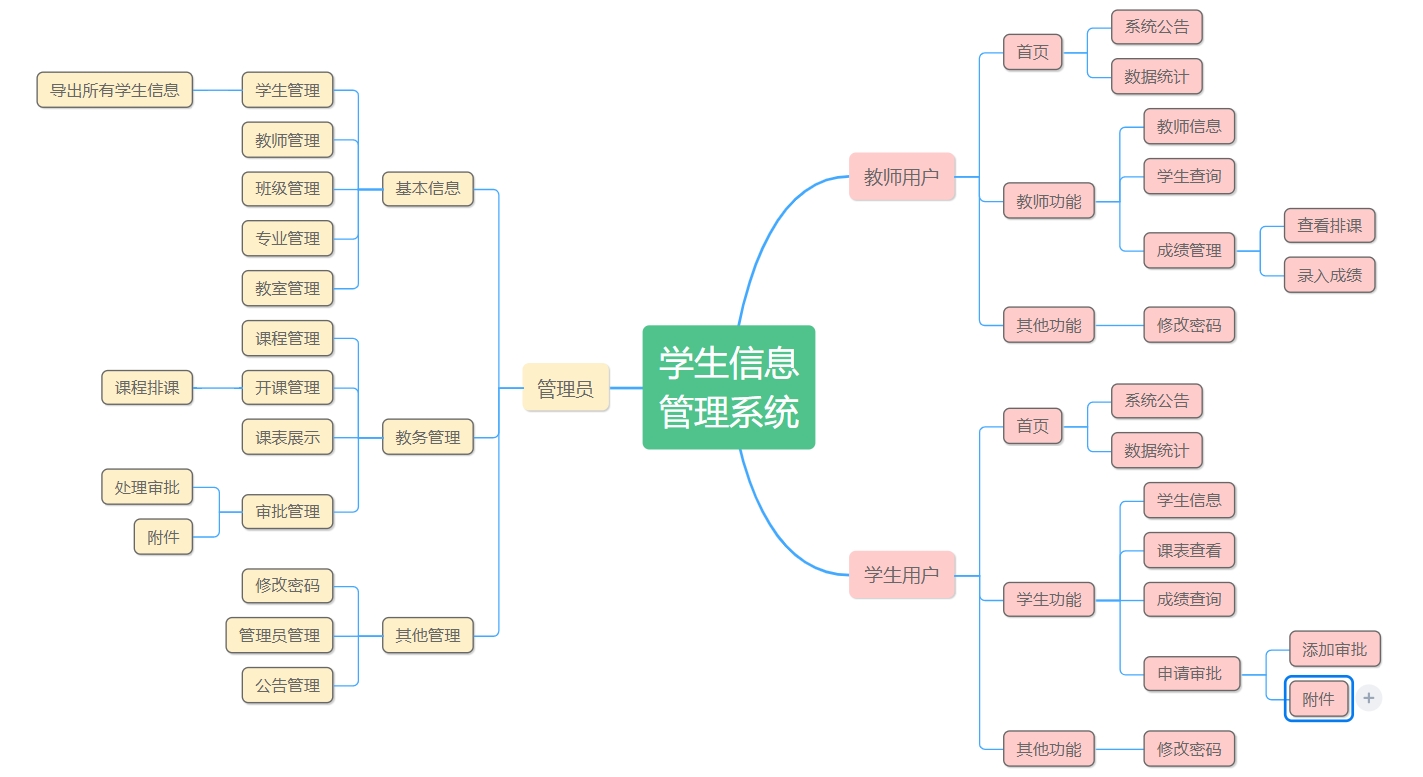 学生信息
管理系统
管理员
基本信息
学生管理
导出所有学生信息
教师管理
班级管理
专业管理
教室管理
教务管理
课程管理
开课管理
课程排课
课表展示
审批管理
处理审批
附件
其他管理
修改密码
管理员管理
公告管理
教师用户
首页
系统公告
数据统计
教师功能
教师信息
学生查询
成绩管理
查看排课
录入成绩
其他功能
修改密码
学生用户
首页
系统公告
数据统计
学生功能
学生信息
课表查看
成绩查询
申请审批
添加审批
附件
其他功能
修改密码